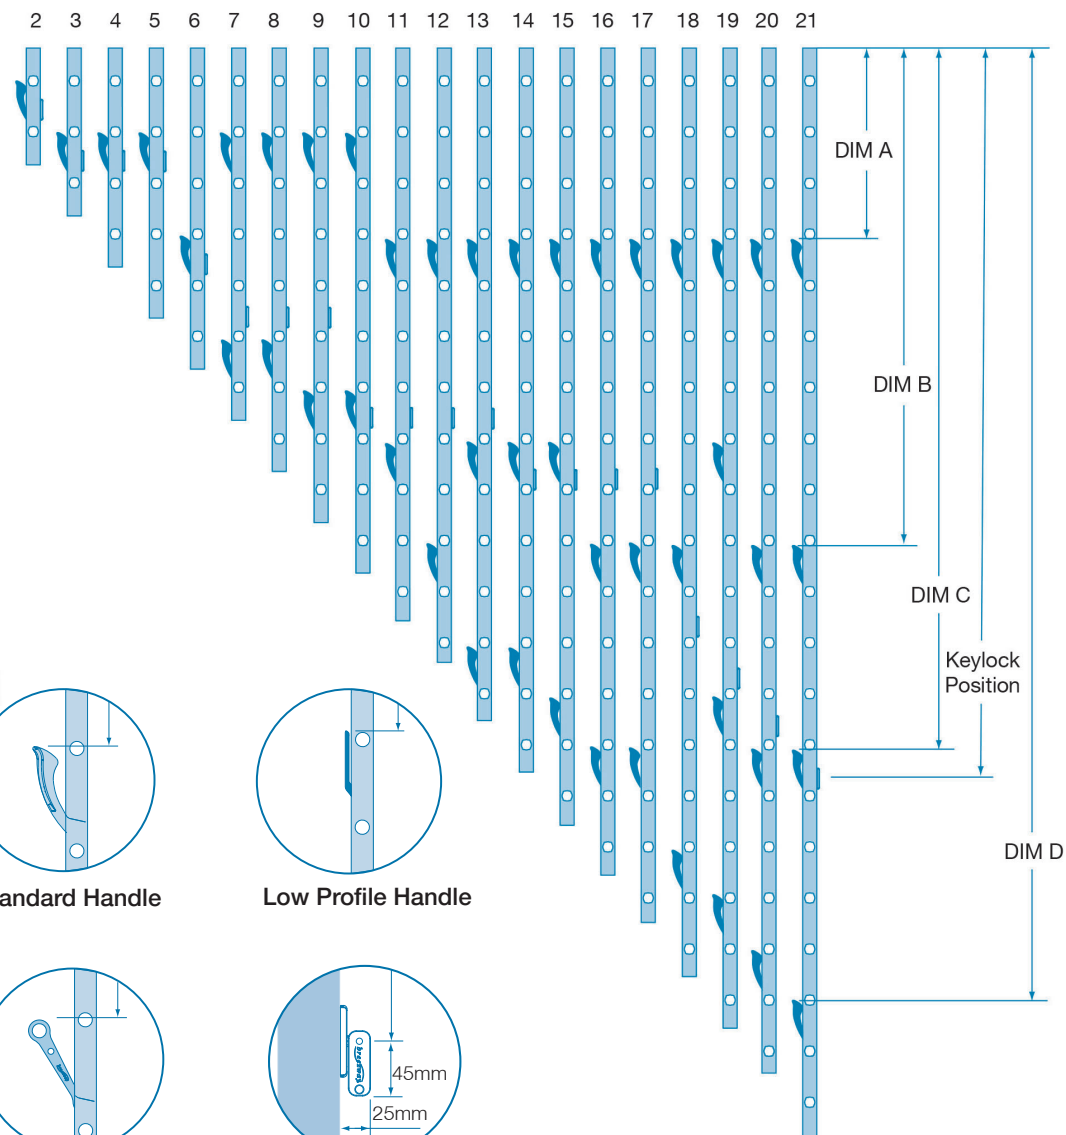 2 3 4 5 6 7 8 9 10 11 12 13 14 15 16 17 18 19 20 21
DIM A
DIM B
DIM C
Keylock
Position
DIM D
andard Handle
Low Profile Handle
45mm
25mm